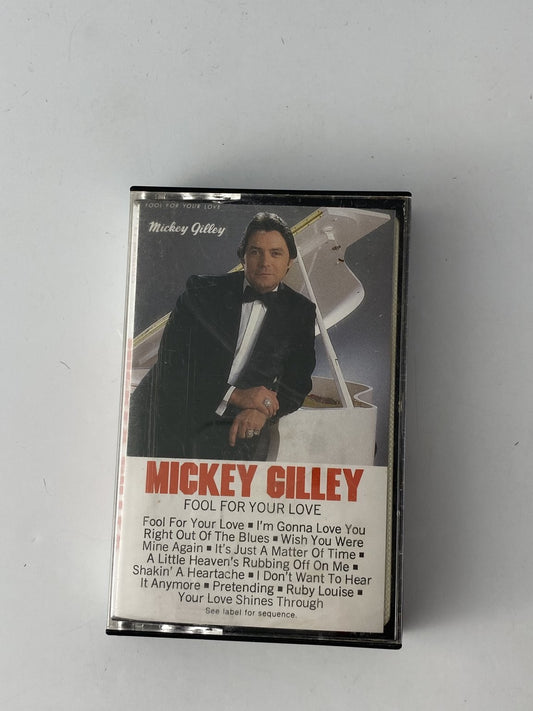 FOOL FOR YOUR LOVE
Mickey Gilley
MICKEY GILLEY
FOOL FOR YOUR LOVE
Fool For Your Love ■ I'm Gonna Love You
Right Out Of The Blues ■ Wish You Were
Mine Again ■ It's Just A Matter Of Time ■
A Little Heaven's Rubbing Off On Me ■
Shakin' A Heartache ■ I Don't Want To Hear
It Anymore ■ Pretending ■ Ruby Louise ■
Your Love Shines Through
See label for sequence.